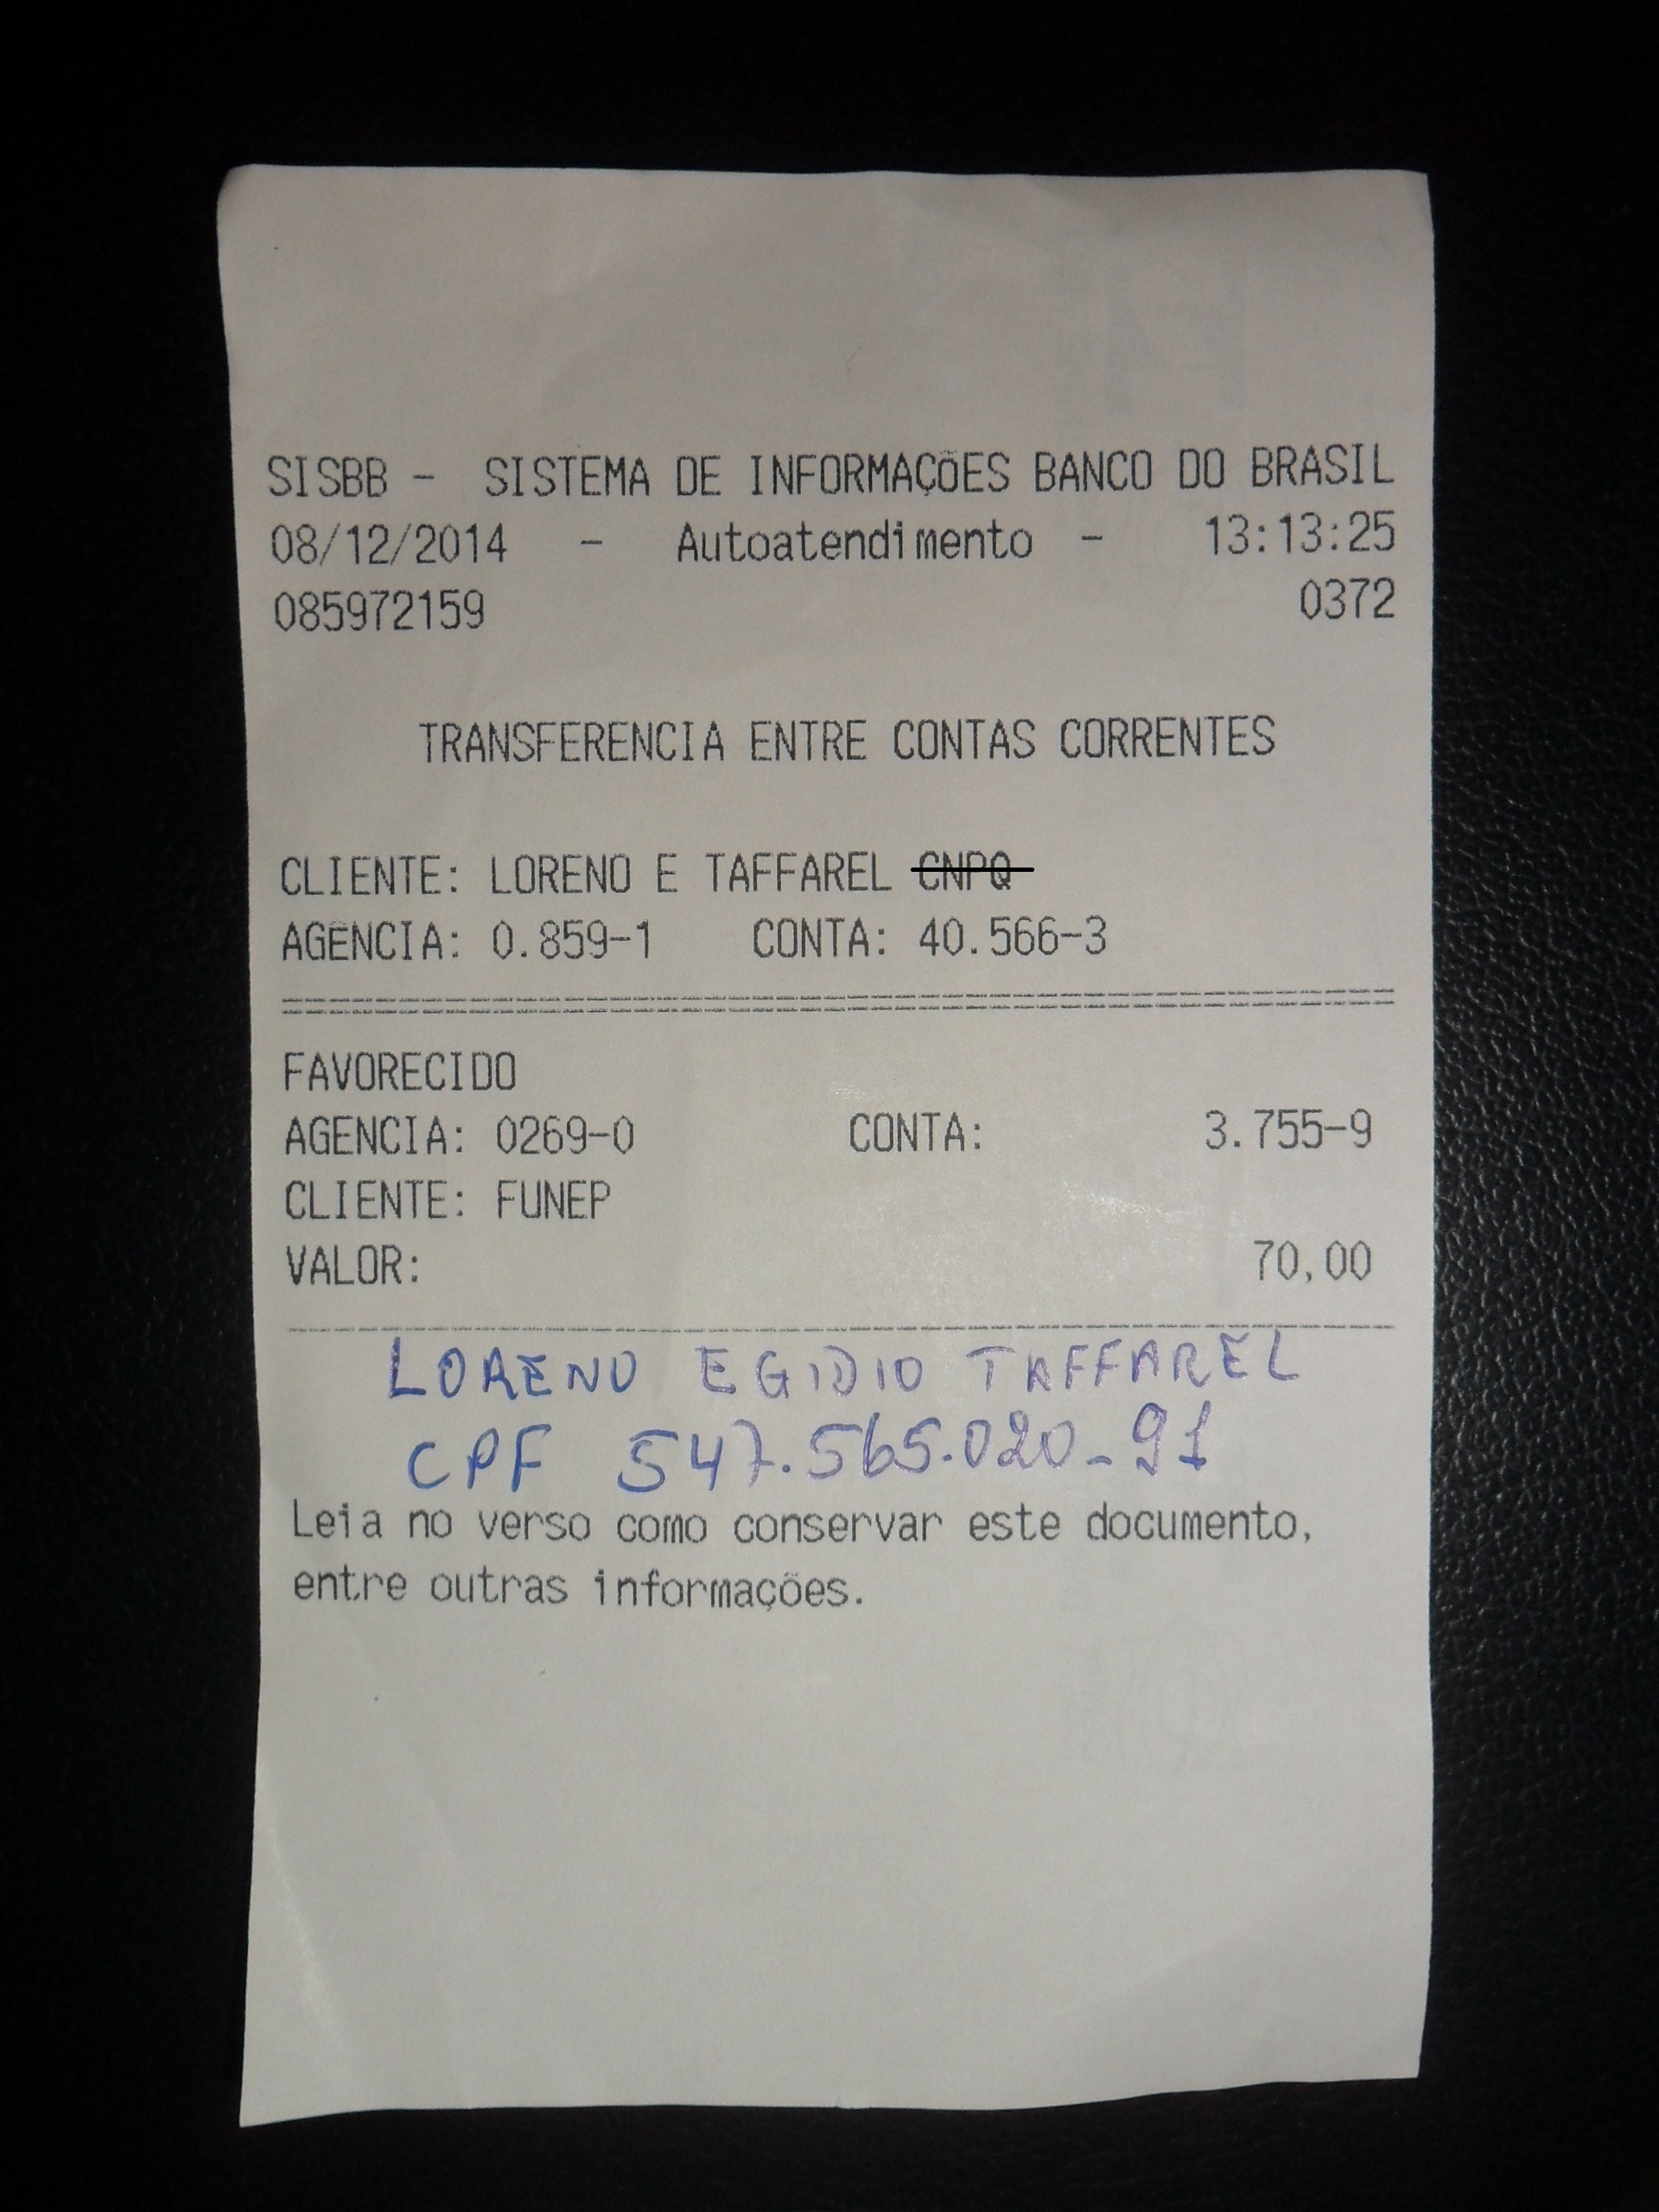 SISBB - SISTEMA DE INFORMAÇÕES BANCO DO BRASIL
08/12/2014 - Autoatendimento - 13:13:25
085972159 0372
TRANSFERENCIA ENTRE CONTAS CORRENTES
CLIENTE: LORENO E TAFFAREL CNPQ
AGÊNCIA: 0.859-1 CONTA: 40.566-3
FAVORECIDO
AGENCIA: 0269-0 CONTA: 3.755-9
CLIENTE: FUNEP
VALOR: 70,00
LORENO EGIDIO TAFFAREL
CPF 547.565.020-91
Leia no verso como conservar este documento,
entre outras informações.